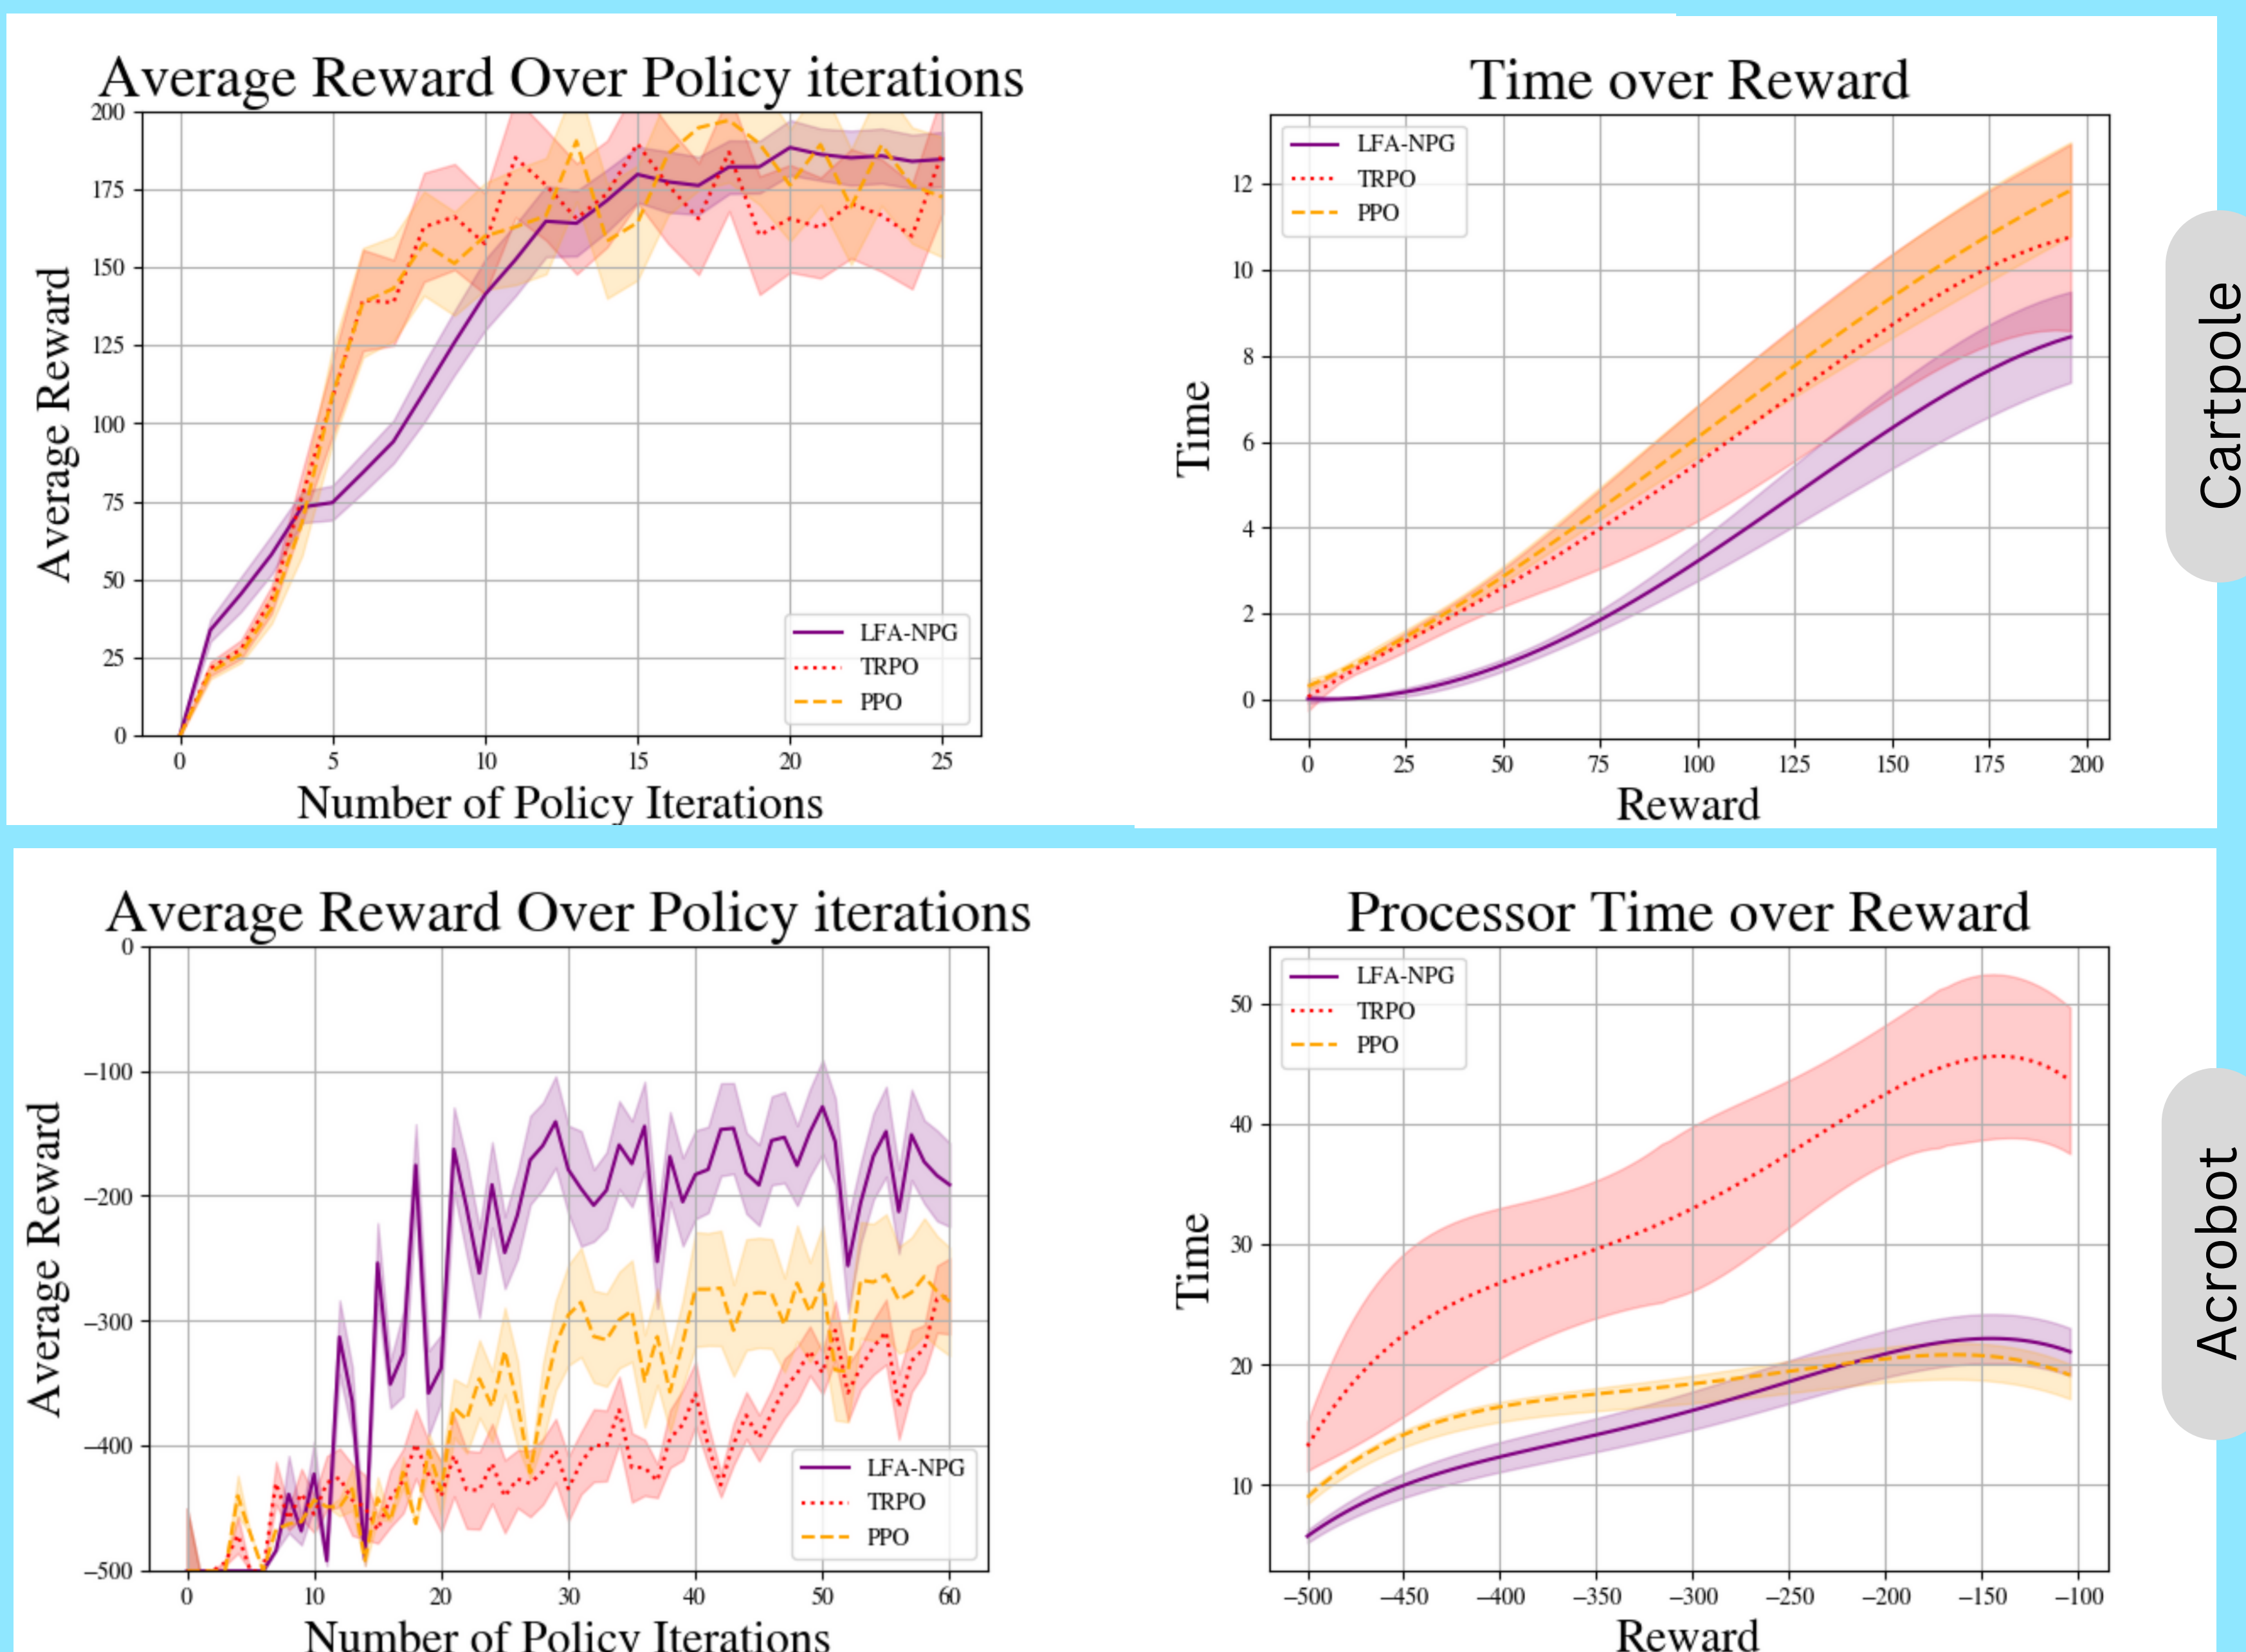 Average Reward Over Policy iterations
200
175
150
125
100
75
50
25
0
Average Reward
LFA-NPG
TRPO
PPO
0 5 10 15 20 25
Number of Policy Iterations
Time over Reward
LFA-NPG
TRPO
PPO
12
10
8
6
4
2
0
Time
0 25 50 75 100 125 150 175 200
Reward
Cartpole
Average Reward Over Policy iterations
0
−100
−200
−300
−400
−500
Average Reward
LFA-NPG
TRPO
PPO
0 10 20 30 40 50 60
Number of Policy Iterations
Processor Time over Reward
LFA-NPG
TRPO
PPO
50
40
30
20
10
Time
−500 −450 −400 −350 −300 −250 −200 −150 −100
Reward
Acrobot